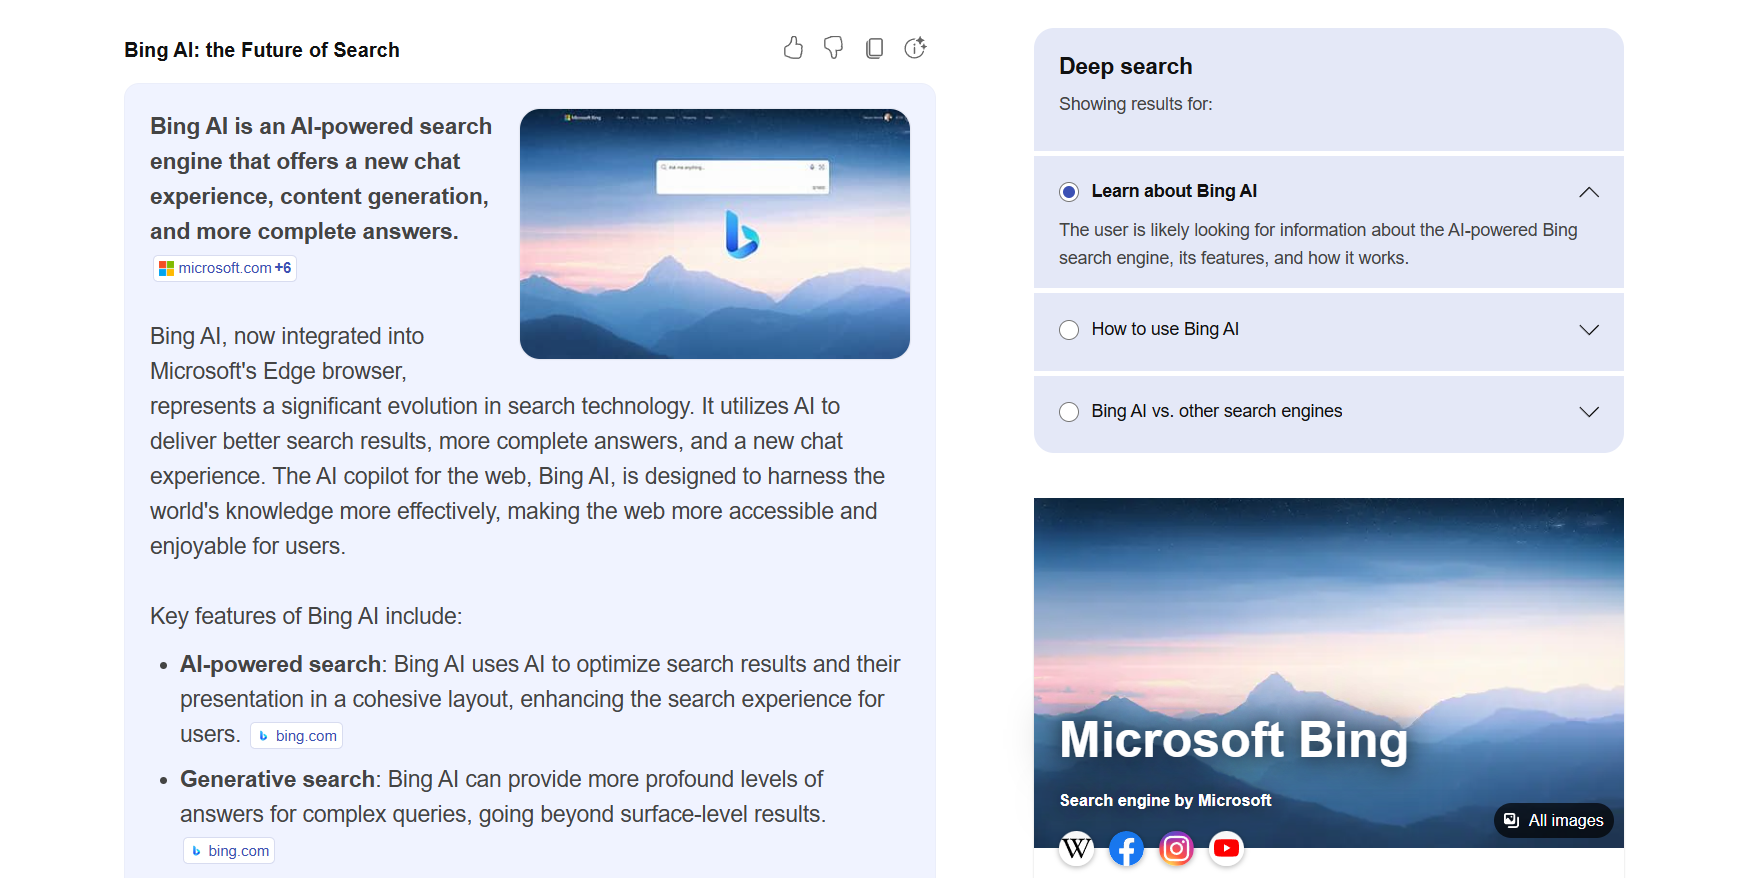 Bing AI: the Future of Search
Bing AI is an AI-powered search
engine that offers a new chat
experience, content generation,
and more complete answers.
microsoft.com +6
Microsoft Bing
Ask me anything...
Bing AI, now integrated into
Microsoft's Edge browser,
represents a significant evolution in search technology. It utilizes AI to
deliver better search results, more complete answers, and a new chat
experience. The AI copilot for the web, Bing AI, is designed to harness the
world's knowledge more effectively, making the web more accessible and
enjoyable for users.
Key features of Bing AI include:
• AI-powered search: Bing AI uses AI to optimize search results and their
presentation in a cohesive layout, enhancing the search experience for
users. bing.com
• Generative search: Bing AI can provide more profound levels of
answers for complex queries, going beyond surface-level results.
bing.com
Deep search
Showing results for:
Learn about Bing AI
The user is likely looking for information about the AI-powered Bing
search engine, its features, and how it works.
How to use Bing AI
Bing AI vs. other search engines
Microsoft Bing
Search engine by Microsoft
All images
W